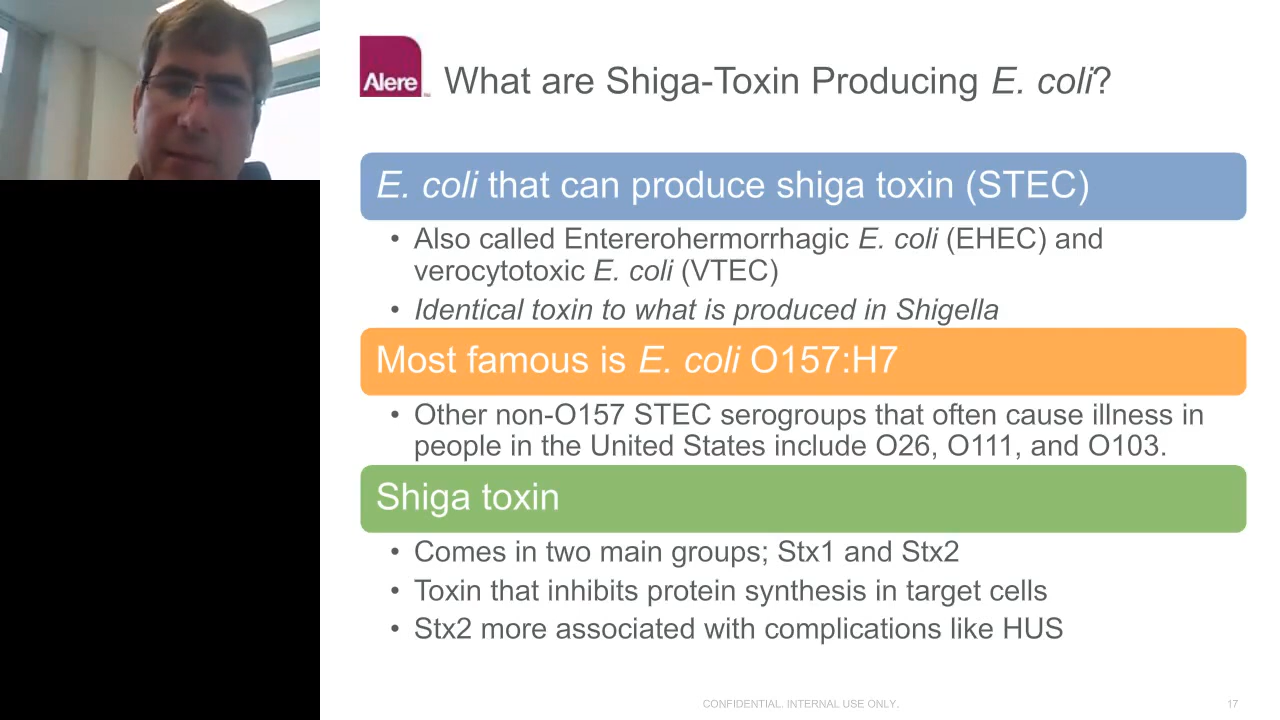 Alere
What are Shiga-Toxin Producing E. coli?
E. coli that can produce shiga toxin (STEC)
• Also called Entererohermorrhagic E. coli (EHEC) and
verocytotoxic E. coli (VTEC)
• Identical toxin to what is produced in Shigella
Most famous is E. coli O157:H7
• Other non-O157 STEC serogroups that often cause illness in
people in the United States include O26, O111, and O103.
Shiga toxin
• Comes in two main groups; Stx1 and Stx2
• Toxin that inhibits protein synthesis in target cells
• Stx2 more associated with complications like HUS
CONFIDENTIAL. INTERNAL USE ONLY.
17